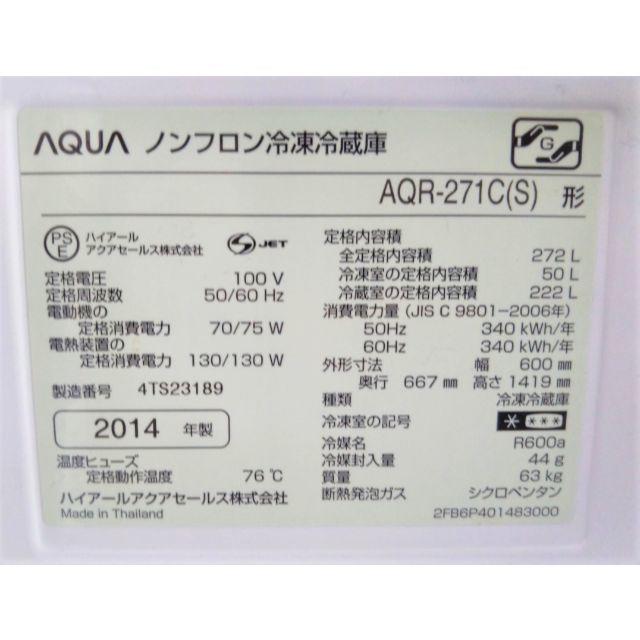 AQUA ノンフロン冷凍冷蔵庫
G
AQR-271C(S) 形
PSE ハイアール
アクアセールス株式会社
S JET
定格電圧 100 V
定格周波数 50/60 Hz
電動機の
定格消費電力 70/75 W
電熱装置の
定格消費電力 130/130 W
製造番号 4TS23189
2014 年製
温度ヒューズ
定格動作温度 76 ℃
ハイアールアクアセールス株式会社
Made in Thailand
定格内容積
全定格内容積 272 L
冷凍室の定格内容積 50 L
冷蔵室の定格内容積 222 L
消費電力量 (JIS C 9801-2006年)
50Hz 340 kWh/年
60Hz 340 kWh/年
外形寸法 幅 600 mm
奥行 667 mm 高さ 1419 mm
種類 冷凍冷蔵庫
冷凍室の記号 * ***
冷媒名 R600a
冷媒封入量 44 g
質量 63 kg
断熱発泡ガス シクロペンタン
2FB6P401483000